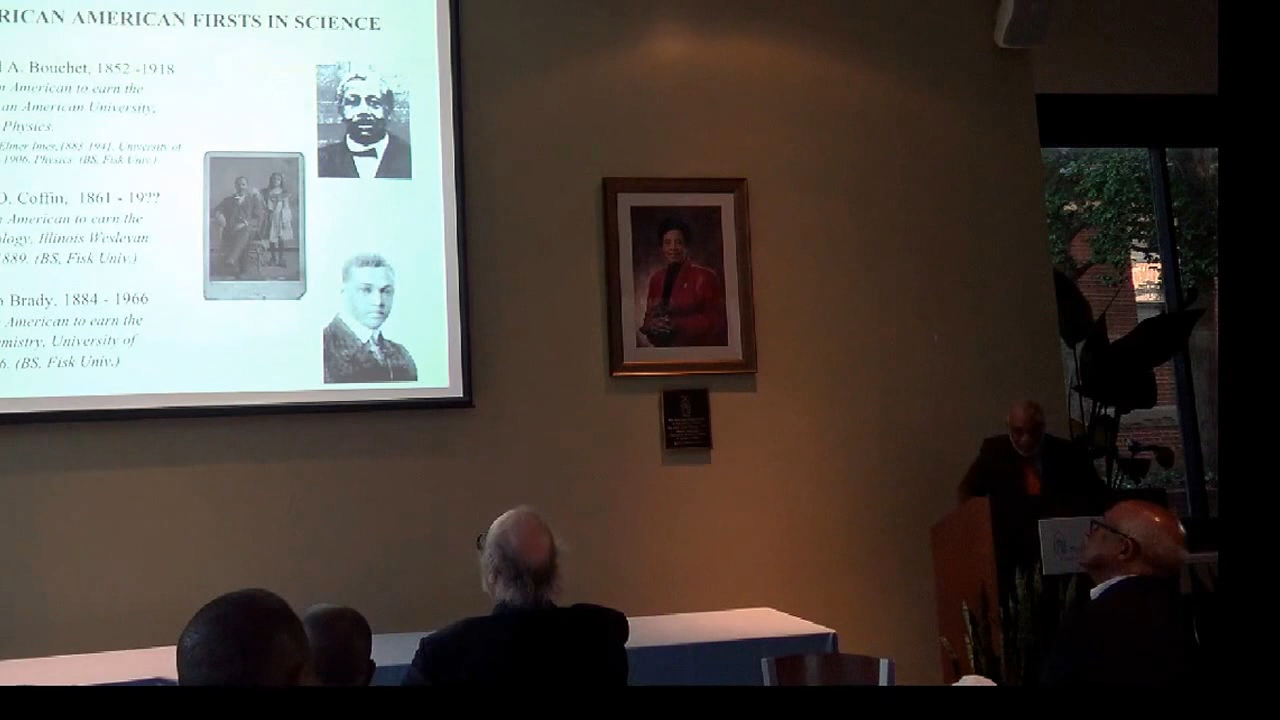 RICAN AMERICAN FIRSTS IN SCIENCE
A. Bouchet, 1852 -1918
n American to earn the
an American University,
Physics.
Elmer Imes, 1883 1941, University of
1906, Physics. (BS, Fisk Univ.)
O. Coffin, 1861 - 19??
n American to earn the
ology, Illinois Wesleyan
1889. (BS, Fisk Univ.)
o Brady, 1884 - 1966
American to earn the
mistry, University of
6. (BS, Fisk Univ.)